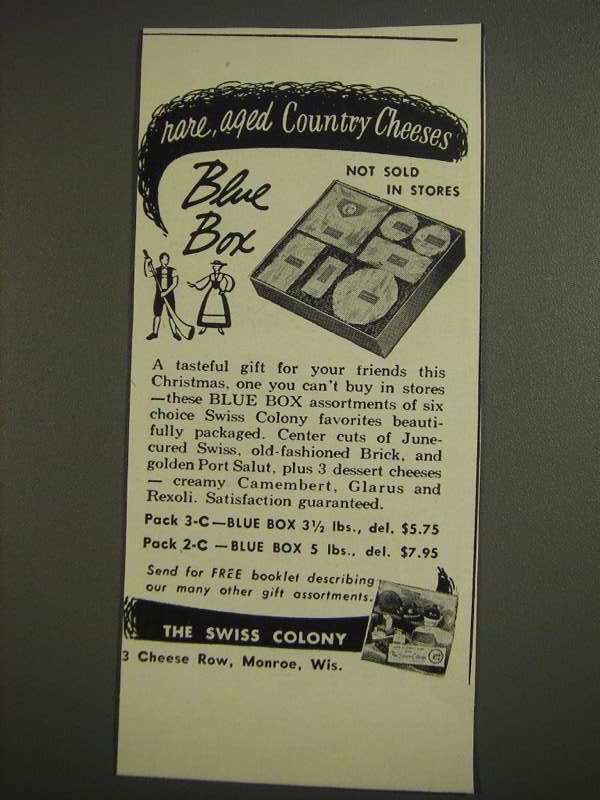 rare, aged Country Cheeses
Blue
Box
NOT SOLD
IN STORES
A tasteful gift for your friends this
Christmas, one you can't buy in stores
—these BLUE BOX assortments of six
choice Swiss Colony favorites beauti-
fully packaged. Center cuts of June-
cured Swiss, old-fashioned Brick, and
golden Port Salut, plus 3 dessert cheeses
— creamy Camembert, Glarus and
Rexoli. Satisfaction guaranteed.
Pack 3-C—BLUE BOX 3½ lbs., del. $5.75
Pack 2-C — BLUE BOX 5 lbs., del. $7.95
Send for FREE booklet describing
our many other gift assortments.
THE SWISS COLONY
3 Cheese Row, Monroe, Wis.